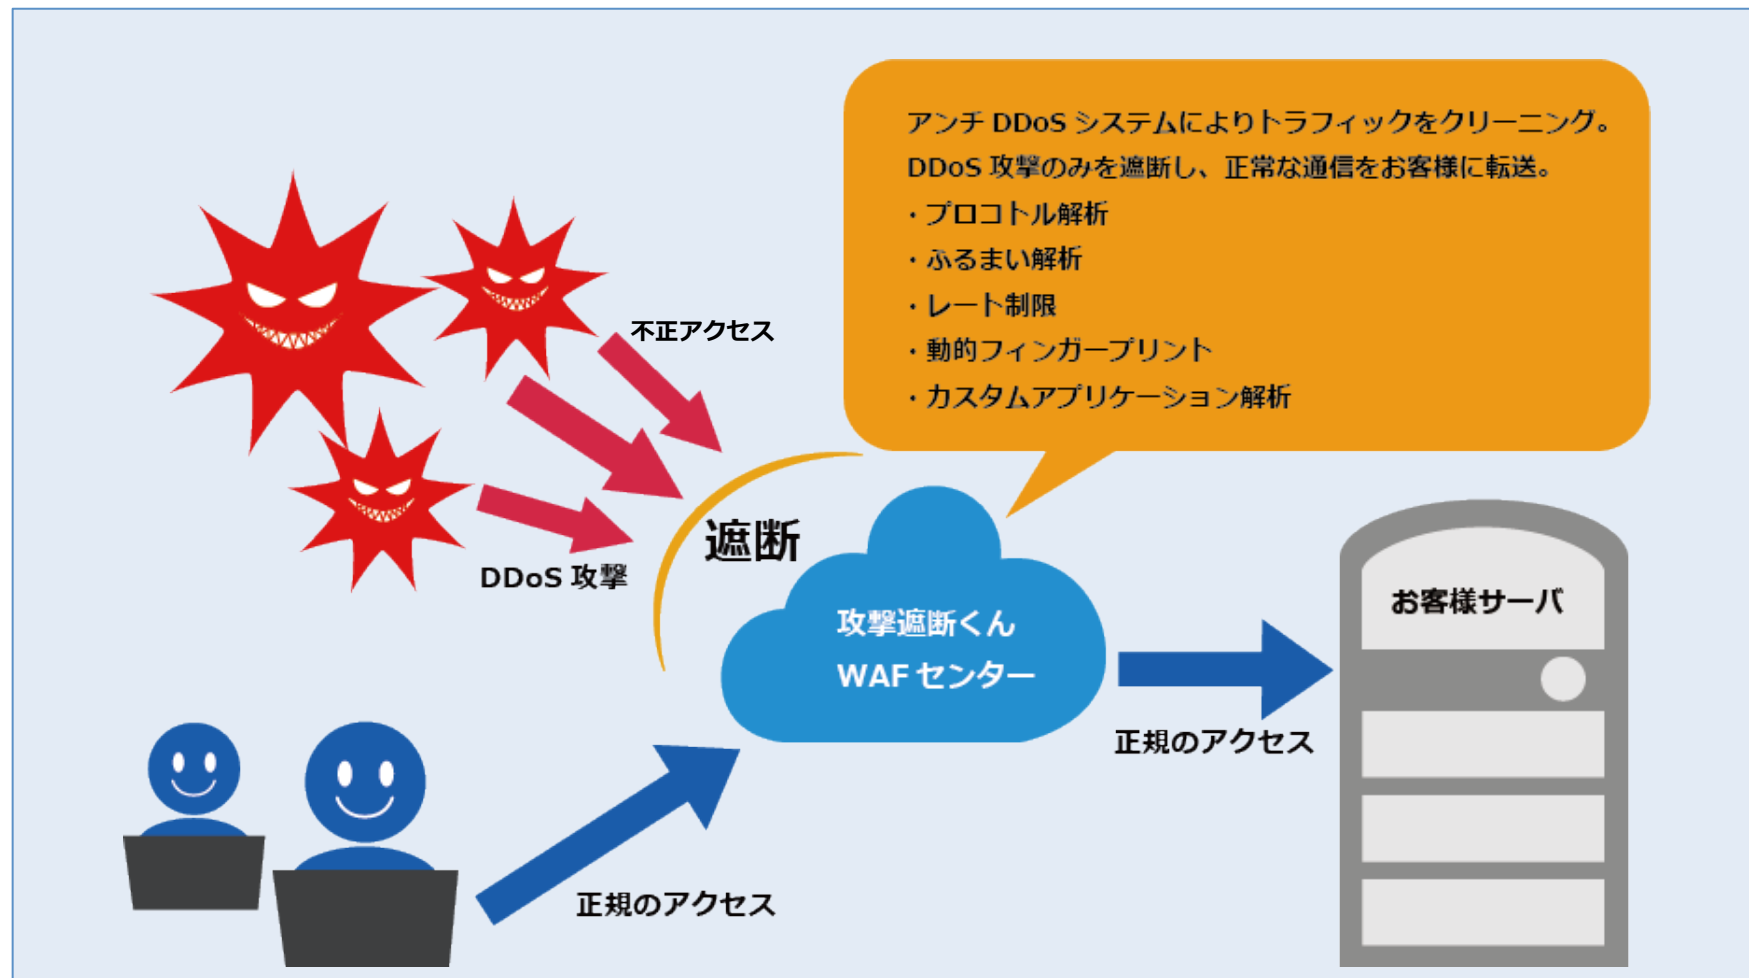 アンチ DDoS システムによりトラフィックをクリーニング。
DDoS 攻撃のみを遮断し、正常な通信をお客様に転送。
・プロコトル解析
・ふるまい解析
・レート制限
・動的フィンガープリント
・カスタムアプリケーション解析
不正アクセス
DDoS 攻撃
遮断
攻撃遮断くん
WAF センター
お客様サーバ
正規のアクセス
正規のアクセス